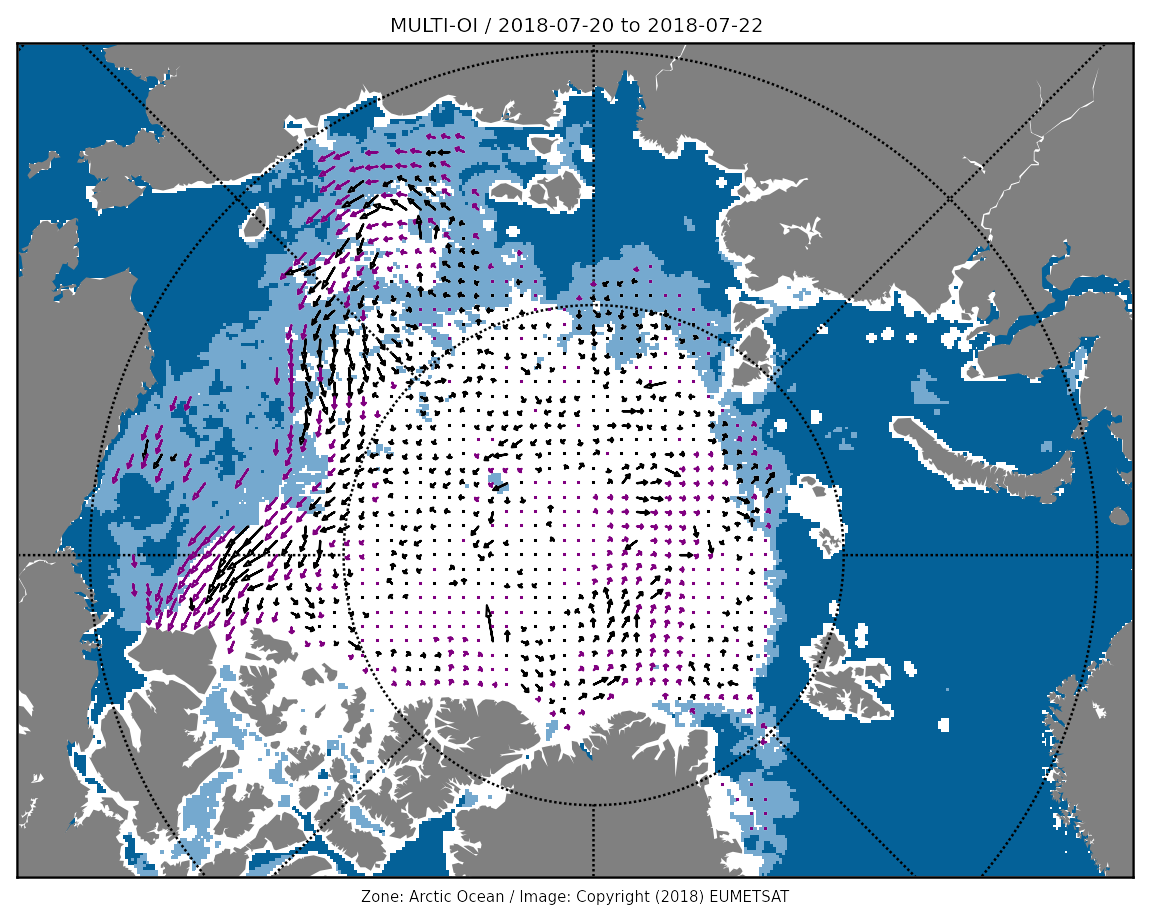 MULTI-OI / 2018-07-20 to 2018-07-22
Zone: Arctic Ocean / Image: Copyright (2018) EUMETSAT